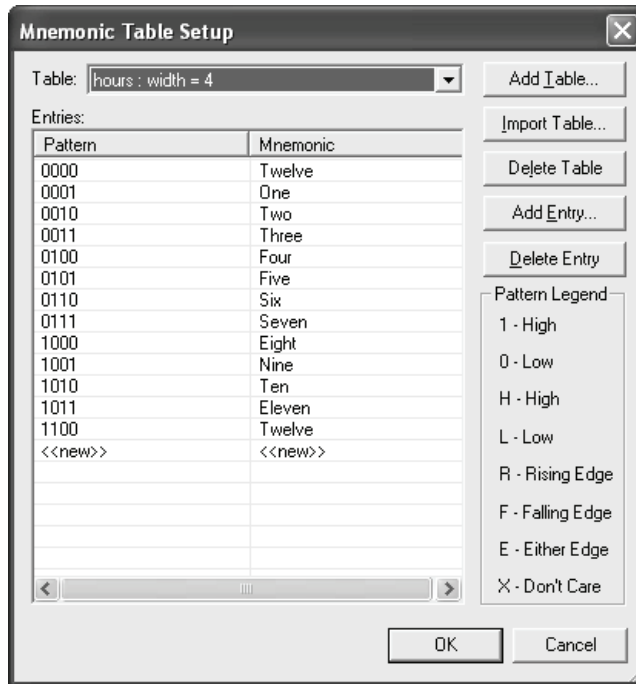 Mnemonic Table Setup
Table: hours : width = 4
Add Table...
Entries:
Import Table...
Pattern Mnemonic
0000 Twelve
0001 One
0010 Two
0011 Three
0100 Four
0101 Five
0110 Six
0111 Seven
1000 Eight
1001 Nine
1010 Ten
1011 Eleven
1100 Twelve
<<new>> <<new>>
Delete Table
Add Entry...
Delete Entry
Pattern Legend
1 - High
0 - Low
H - High
L - Low
R - Rising Edge
F - Falling Edge
E - Either Edge
X - Don't Care
OK Cancel